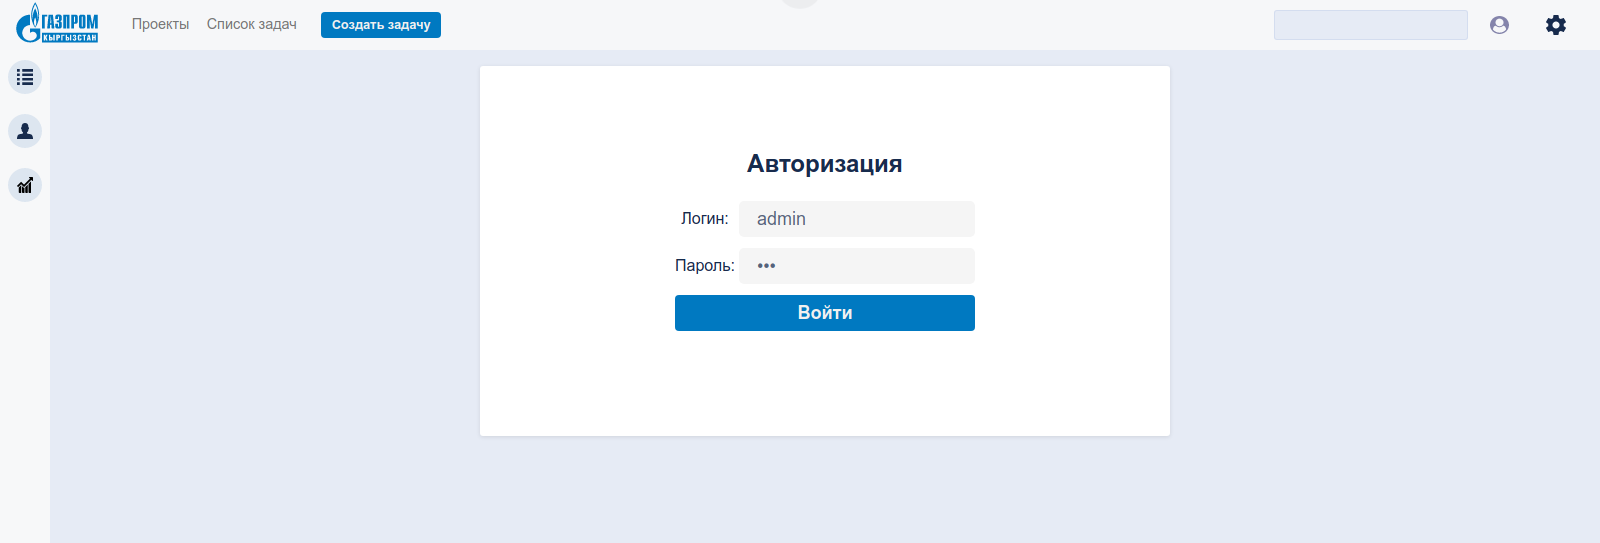 ГАЗПРОМ
КЫРГЫЗСТАН
Проекты
Список задач
Создать задачу
Авторизация
Логин: admin
Пароль: •••
Войти